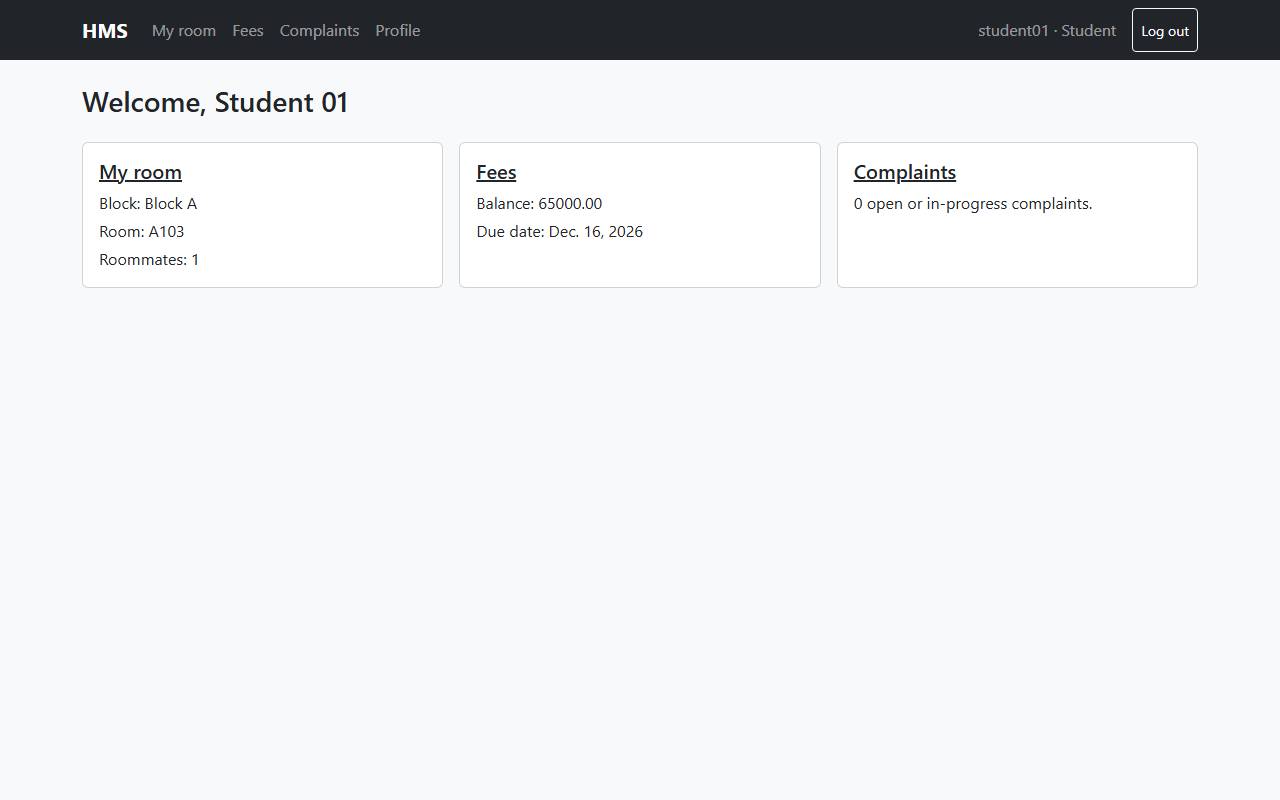 HMS My room Fees Complaints Profile student01 · Student Log out
Welcome, Student 01
My room
Block: Block A
Room: A103
Roommates: 1
Fees
Balance: 65000.00
Due date: Dec. 16, 2026
Complaints
0 open or in-progress complaints.